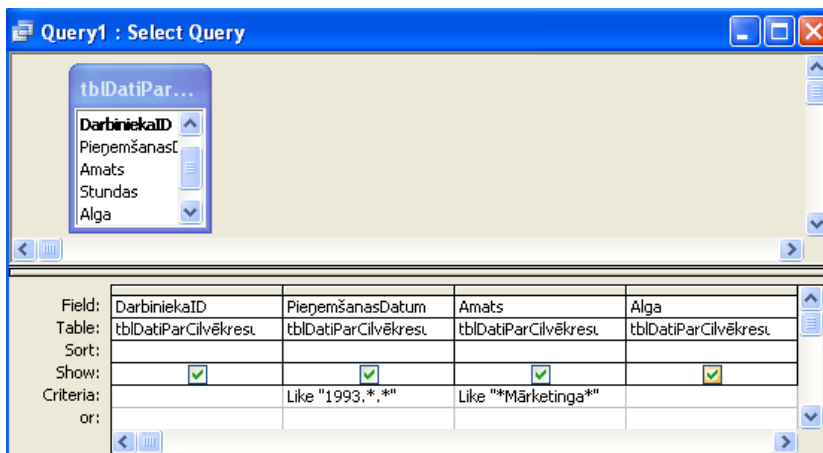 Query1 : Select Query
tblDatiPar...
DarbiniekaID
PieņemšanasD
Amats
Stundas
Alga
Field: DarbiniekaID PieņemšanasDatum Amats Alga
Table: tblDatiParCilvēkresu tblDatiParCilvēkresu tblDatiParCilvēkresu tblDatiParCilvēkresu
Sort:
Show:
Criteria: Like "1993.*.*" Like "*Mārketinga*"
or: